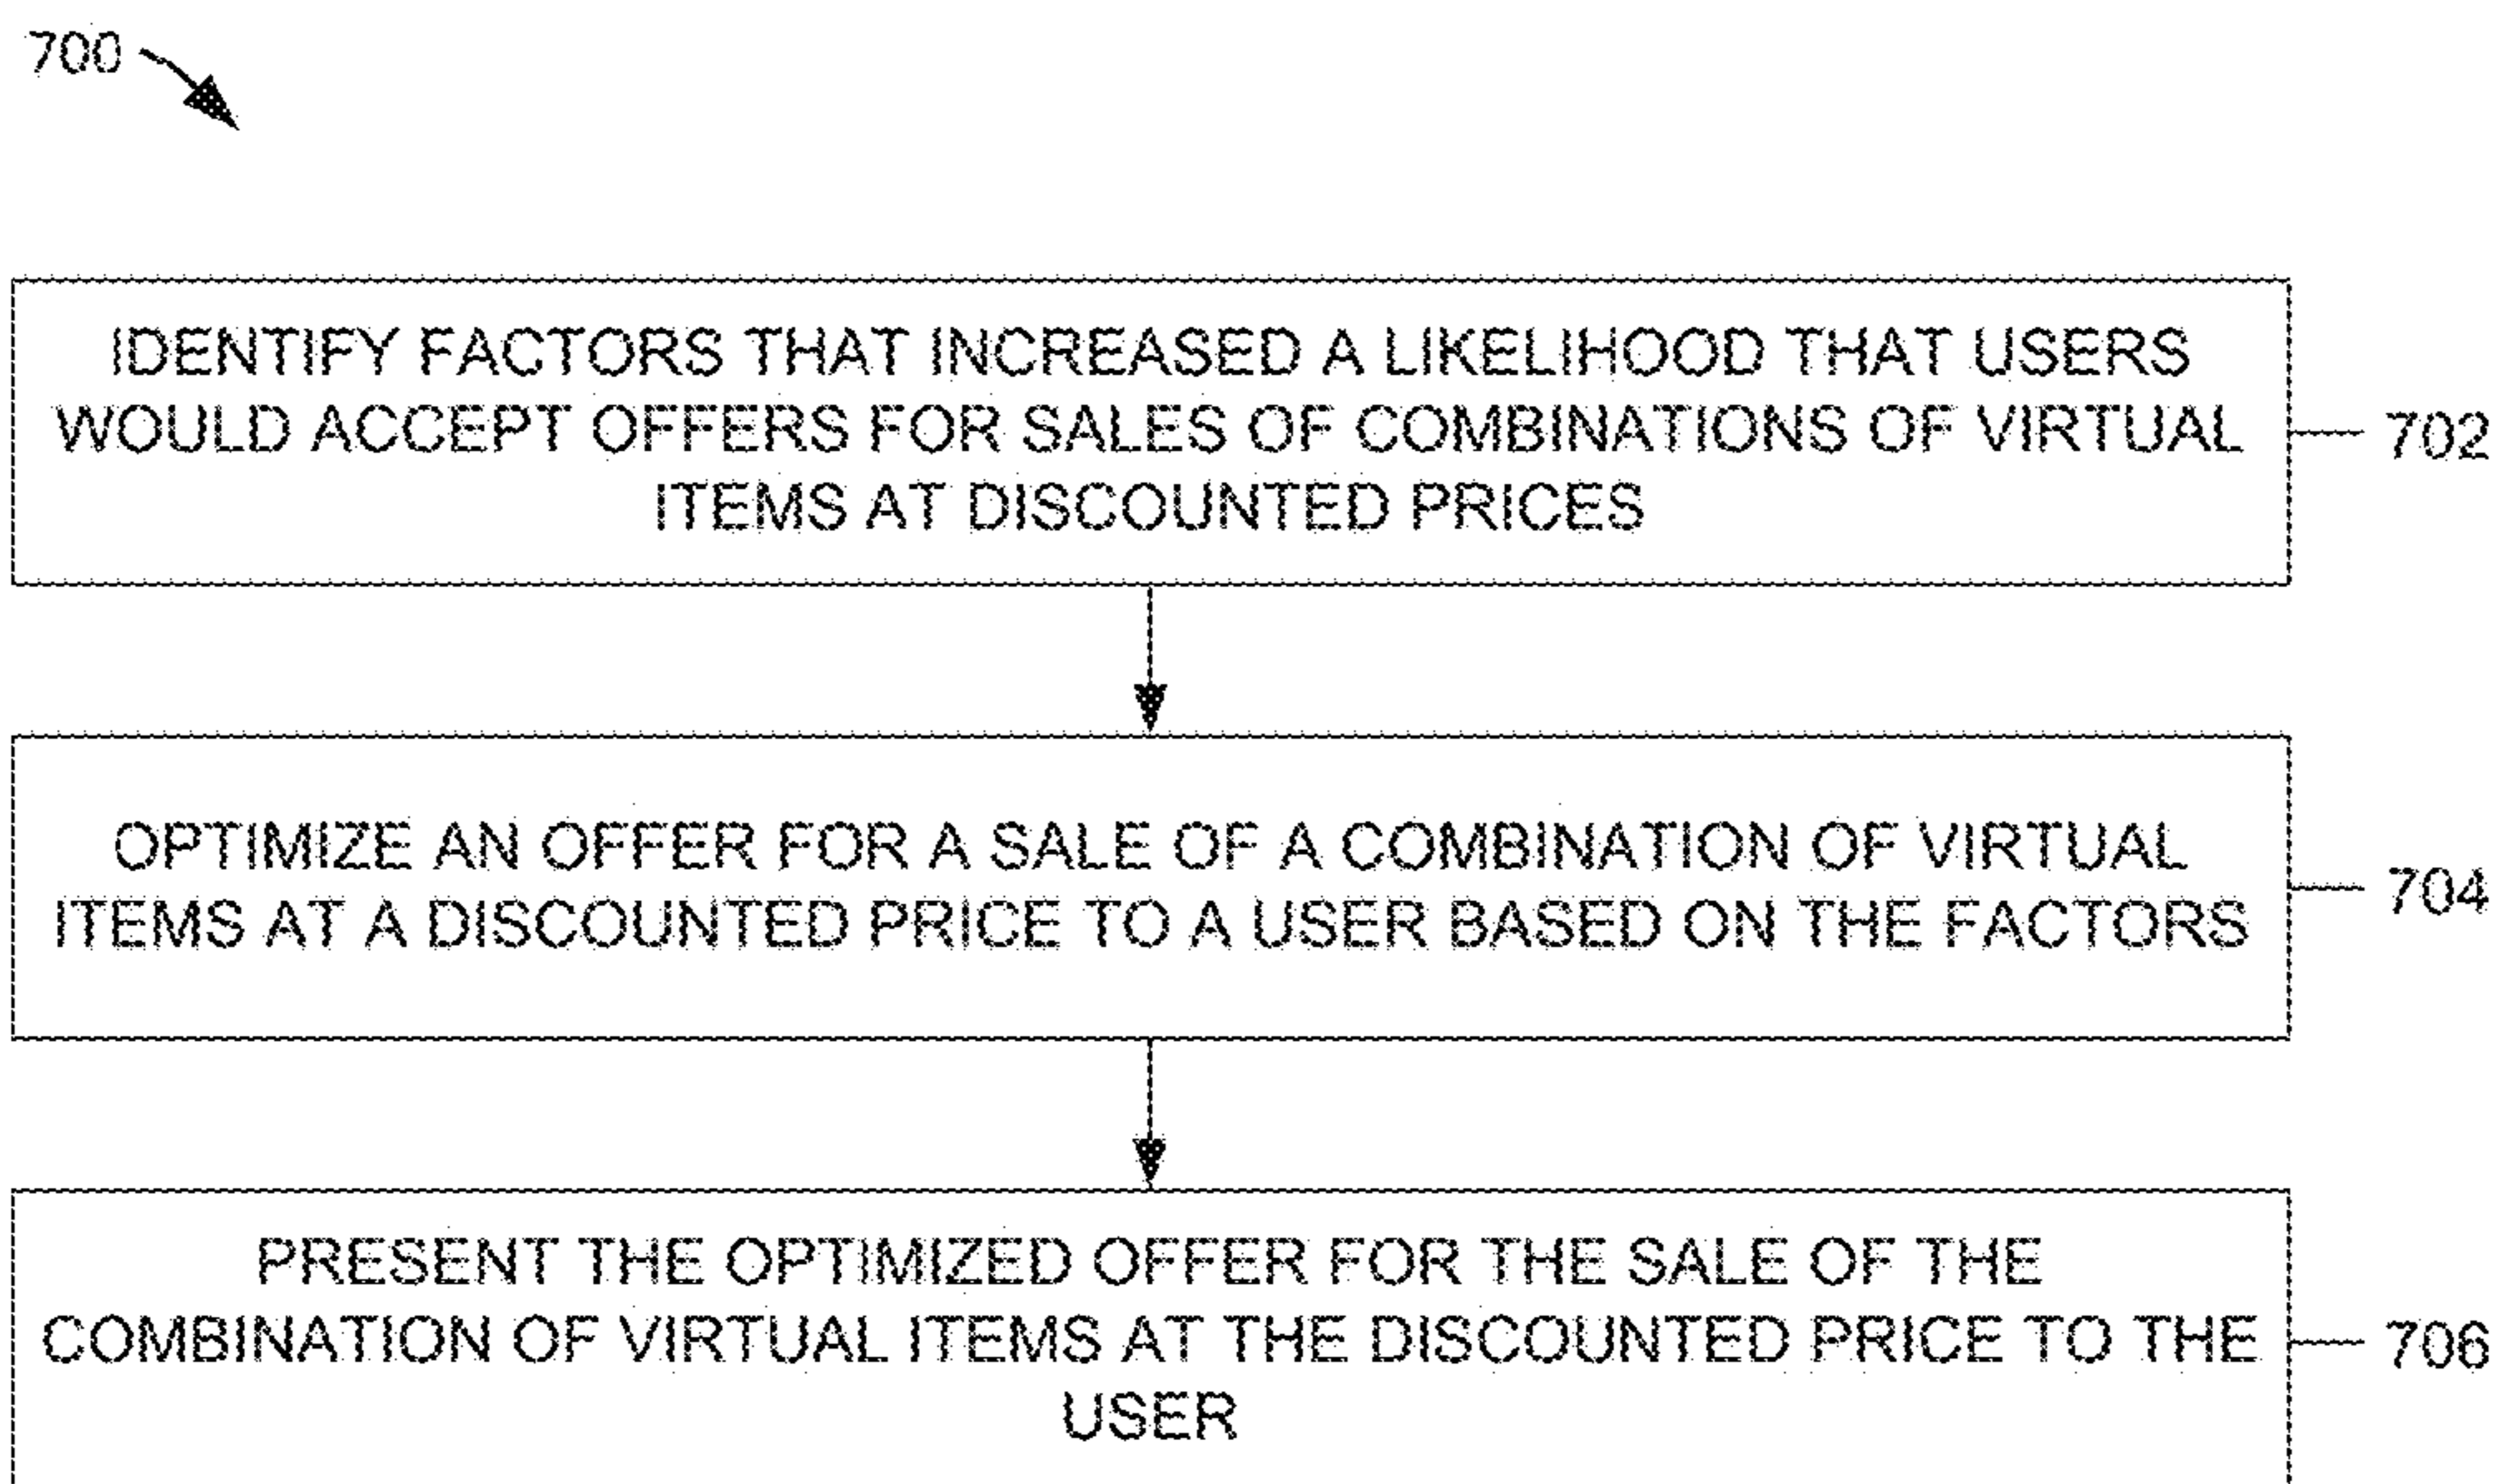 700
IDENTIFY FACTORS THAT INCREASED A LIKELIHOOD THAT USERS
WOULD ACCEPT OFFERS FOR SALES OF COMBINATIONS OF VIRTUAL
ITEMS AT DISCOUNTED PRICES
702
OPTIMIZE AN OFFER FOR A SALE OF A COMBINATION OF VIRTUAL
ITEMS AT A DISCOUNTED PRICE TO A USER BASED ON THE FACTORS
704
PRESENT THE OPTIMIZED OFFER FOR THE SALE OF THE
COMBINATION OF VIRTUAL ITEMS AT THE DISCOUNTED PRICE TO THE
USER
706